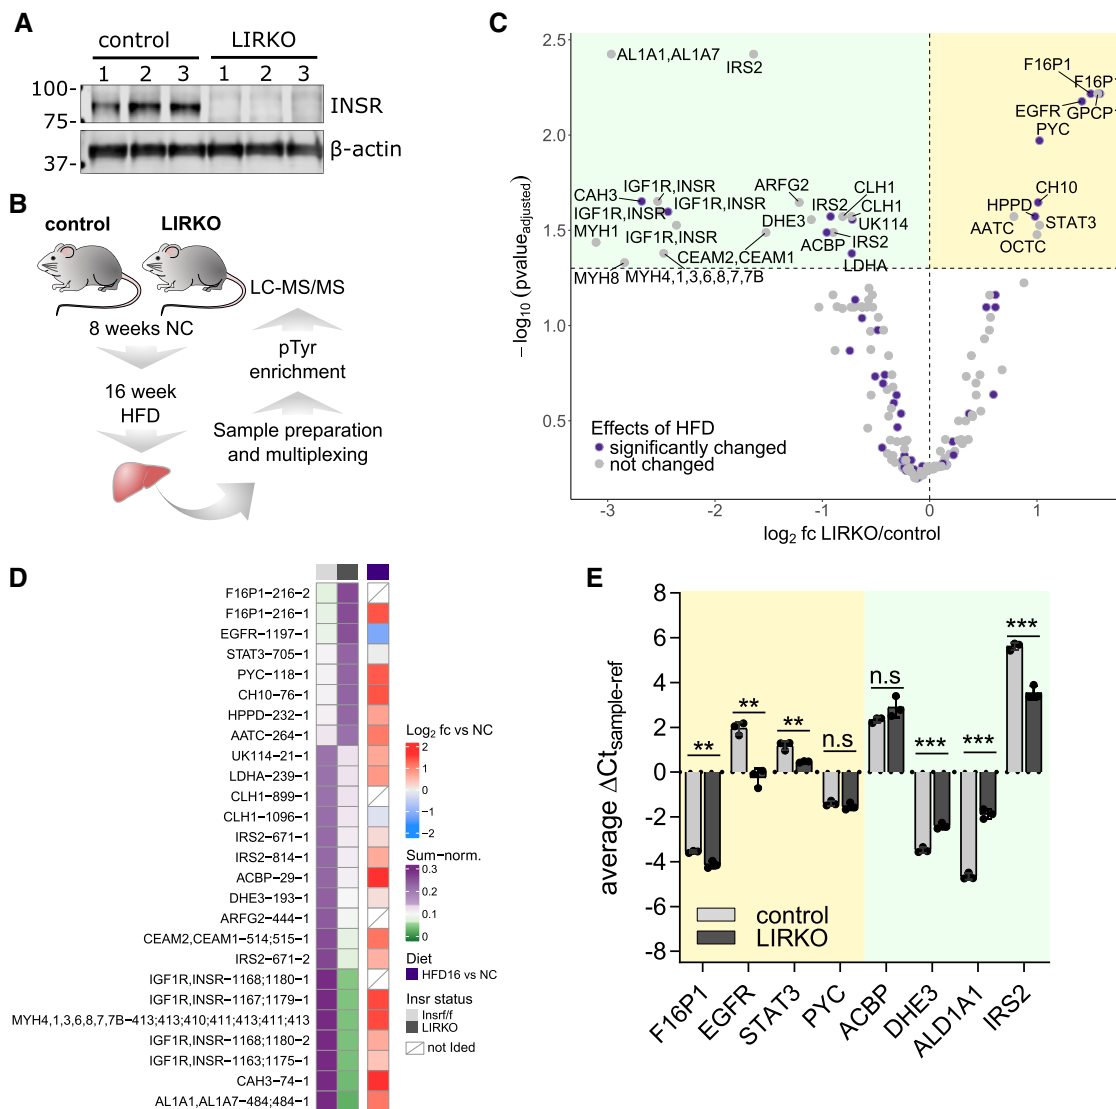 A
control LIRKO
1 2 3 1 2 3
100-
INSR
75-
β-actin
37-
B
control LIRKO
LC-MS/MS
8 weeks NC
pTyr
enrichment
16 week
HFD
Sample preparation
and multiplexing
C
2.5
2.0
1.5
1.0
0.5
− log10 (pvalueadjusted)
AL1A1,AL1A7
IRS2
F16P1
F16P1
EGFR
GPCP1
PYC
CAH3
IGF1R,INSR
IGF1R,INSR
IGF1R,INSR
MYH1
IGF1R,INSR
ARFG2
IRS2
CLH1
CLH1
DHE3
UK114
CEAM2,CEAM1
ACBP
IRS2
LDHA
MYH8
MYH4,1,3,6,8,7,7B
CH10
HPPD
STAT3
AATC
OCTC
Effects of HFD
significantly changed
not changed
-3 -2 -1 0 1
log2 fc LIRKO/control
D
F16P1−216−2
F16P1−216−1
EGFR−1197−1
STAT3−705−1
PYC−118−1
CH10−76−1
HPPD−232−1
AATC−264−1
UK114−21−1
LDHA−239−1
CLH1−899−1
CLH1−1096−1
IRS2−671−1
IRS2−814−1
ACBP−29−1
DHE3−193−1
ARFG2−444−1
CEAM2,CEAM1−514;515−1
IRS2−671−2
IGF1R,INSR−1168;1180−1
IGF1R,INSR−1167;1179−1
MYH4,1,3,6,8,7,7B−413;413;410;411;413;411;413
IGF1R,INSR−1168;1180−2
IGF1R,INSR−1163;1175−1
CAH3−74−1
AL1A1,AL1A7−484;484−1
Log2 fc vs NC
2
1
0
−1
−2
Sum−norm.
0.3
0.2
0.1
0
Diet
HFD16 vs NC
Insr status
Insrf/f
LIRKO
not Ided
E
8
6
4
2
0
-2
-4
-6
-8
average ΔCtsample-ref
** ** ** n.s n.s *** *** ***
control
LIRKO
F16P1 EGFR STAT3 PYC ACBP DHE3 ALD1A1 IRS2